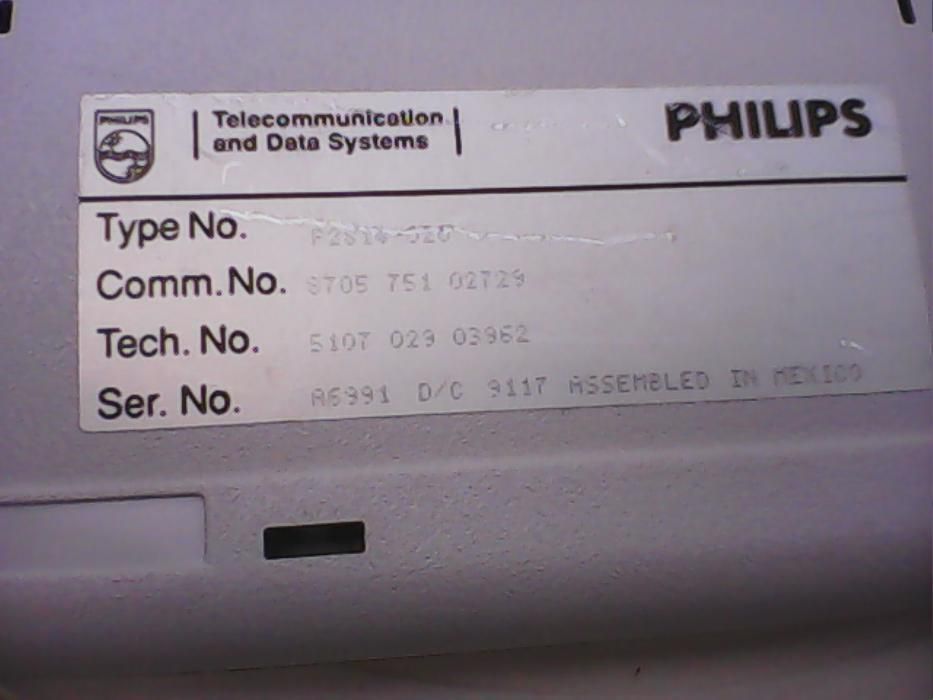 PHILIPS
Telecommunication
and Data Systems
PHILIPS
Type No.
Comm. No. 8705 751 02729
Tech. No. 5107 029 03962
Ser. No. A6991 D/C 9117 ASSEMBLED IN MEXICO